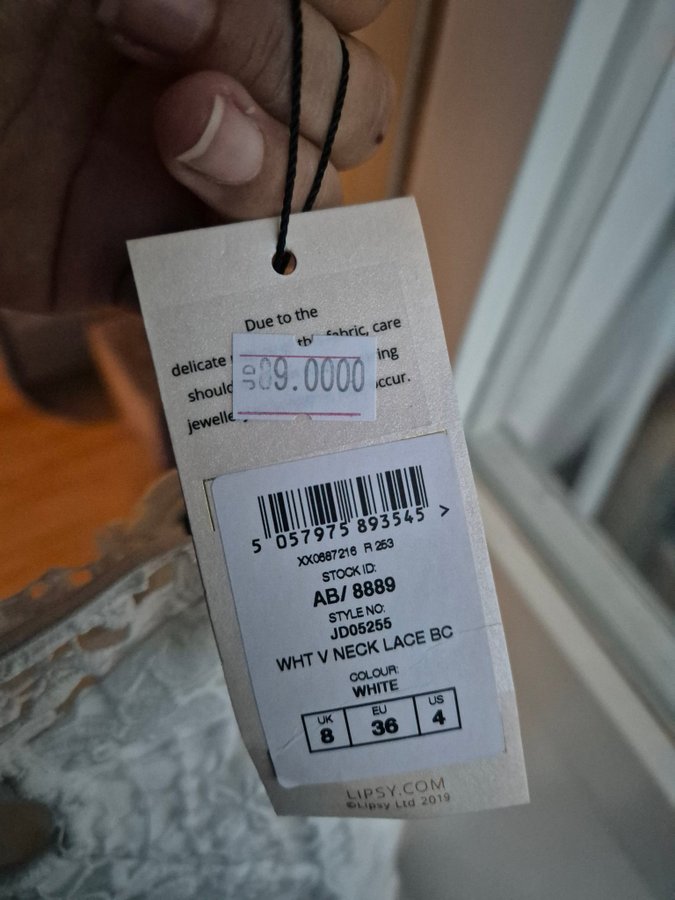 Due to the
delicate fabric, care
should ing
jewelle occur.
JD
89.0000
5 057975 893545 >
XX0687216 R 253
STOCK ID:
AB/ 8889
STYLE NO:
JD05255
WHT V NECK LACE BC
COLOUR:
WHITE
UK EU US
8 36 4
LIPSY.COM
©Lipsy Ltd 2019